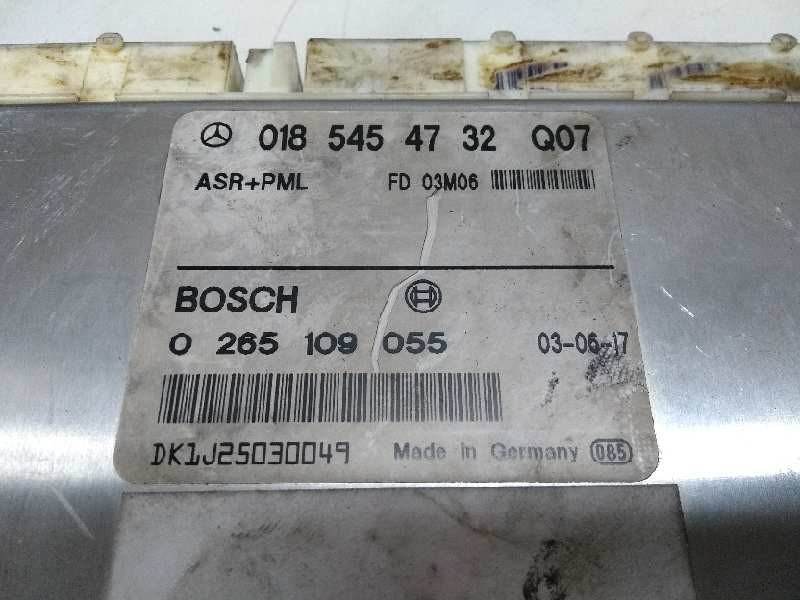 018 545 47 32 Q07
ASR+PML FD 03M06
BOSCH
0 265 109 055 03-06-17
DK1J25030049 Made in Germany 085